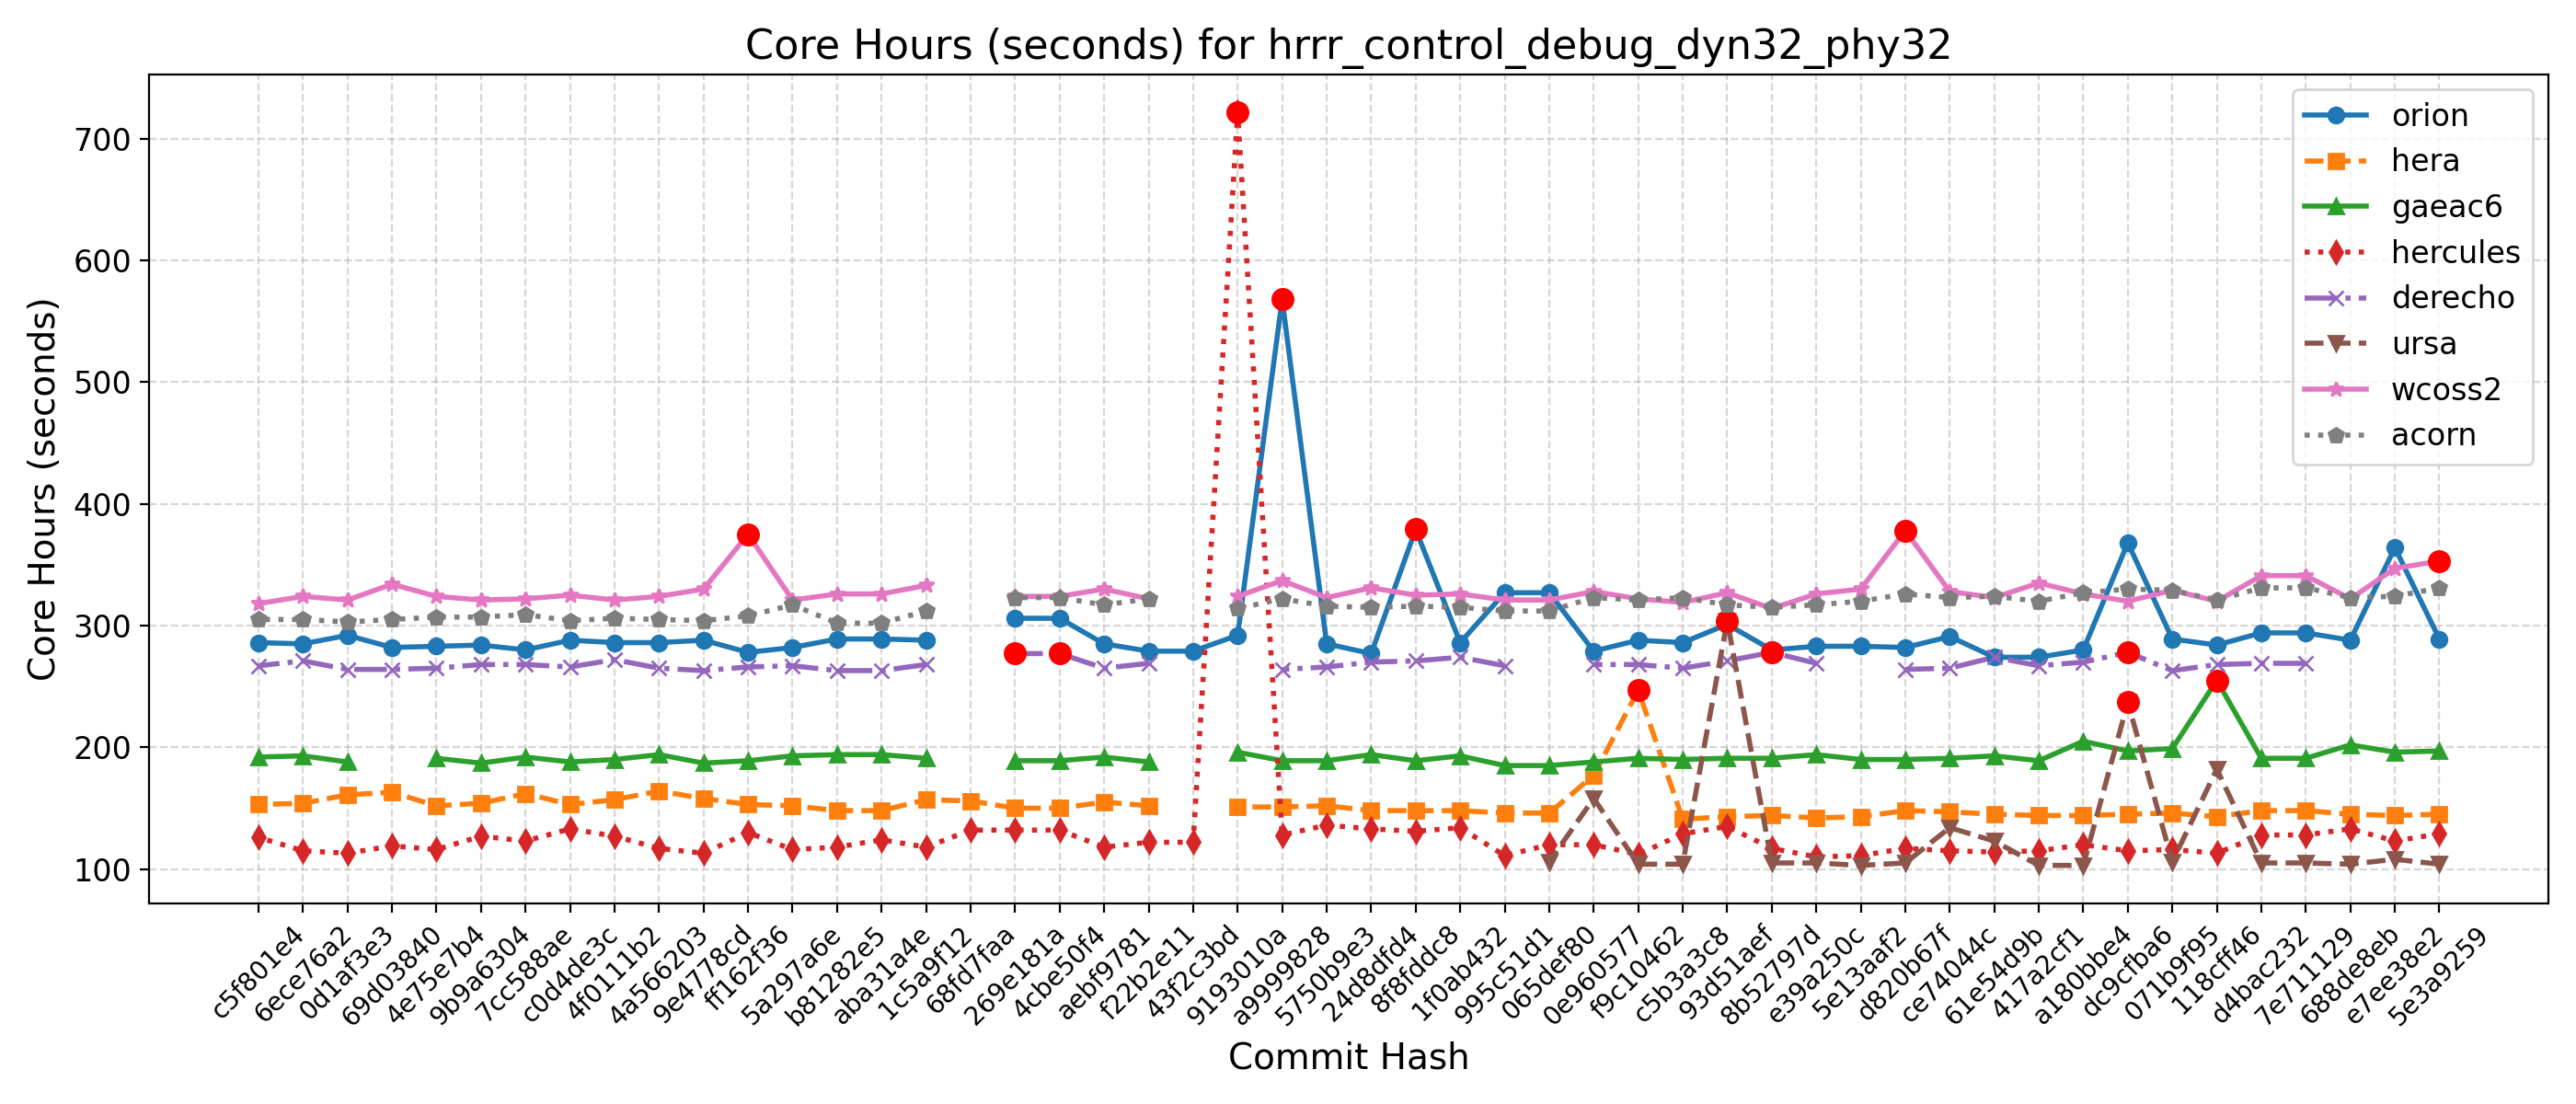 Core Hours (seconds) for hrrr_control_debug_dyn32_phy32
Core Hours (seconds)
700
600
500
400
300
200
100
orion
hera
gaeac6
hercules
derecho
ursa
wcoss2
acorn
c5f801e4
6ece76a2
0d1af3e3
69d03840
4e75e7b4
9b9a6304
7cc588ae
c0d4de3c
4f0111b2
4a566203
9e4778cd
ff162f36
5a297a6e
b81282e5
aba31a4e
1c5a9f12
68fd7faa
269e181a
4cbe50f4
aebf9781
f22b2e11
43f2c3bd
9193010a
a9999828
5750b9e3
24d8dfd4
8f8fddc8
1f0ab432
995c51d1
065def80
0e960577
f9c10462
c5b3a3c8
93d51aef
8b52797d
e39a250c
5e13aaf2
d820b67f
ce74044c
61e54d9b
417a2cf1
a180bbe4
dc9cfba6
071b9f95
118cff46
d4bac232
7e711129
688de8eb
e7ee38e2
5e3a9259
Commit Hash